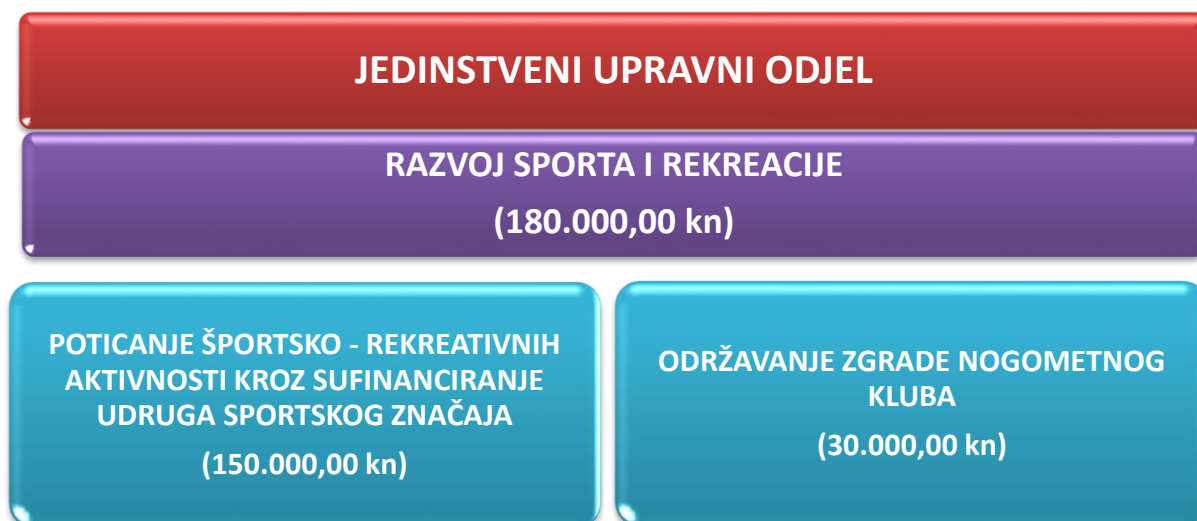 JEDINSTVENI UPRAVNI ODJEL
RAZVOJ SPORTA I REKREACIJE
(180.000,00 kn)
POTICANJE ŠPORTSKO - REKREATIVNIH
AKTIVNOSTI KROZ SUFINANCIRANJE
UDRUGA SPORTSKOG ZNAČAJA
(150.000,00 kn)
ODRŽAVANJE ZGRADE NOGOMETNOG
KLUBA
(30.000,00 kn)